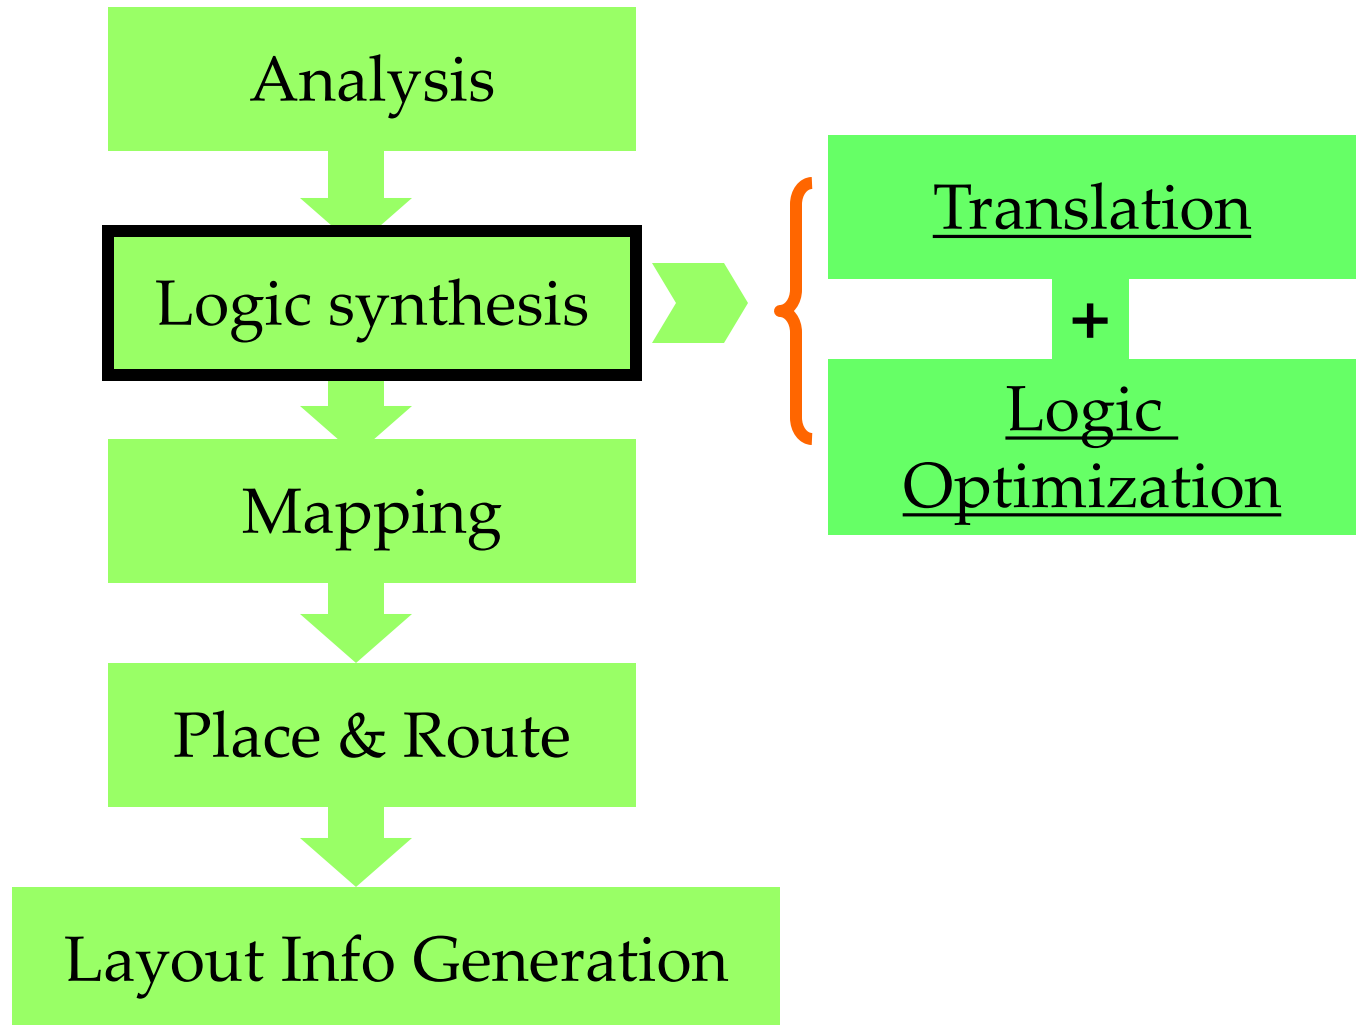 Analysis
Logic synthesis
Mapping
Place & Route
Layout Info Generation
Translation
+
Logic
Optimization